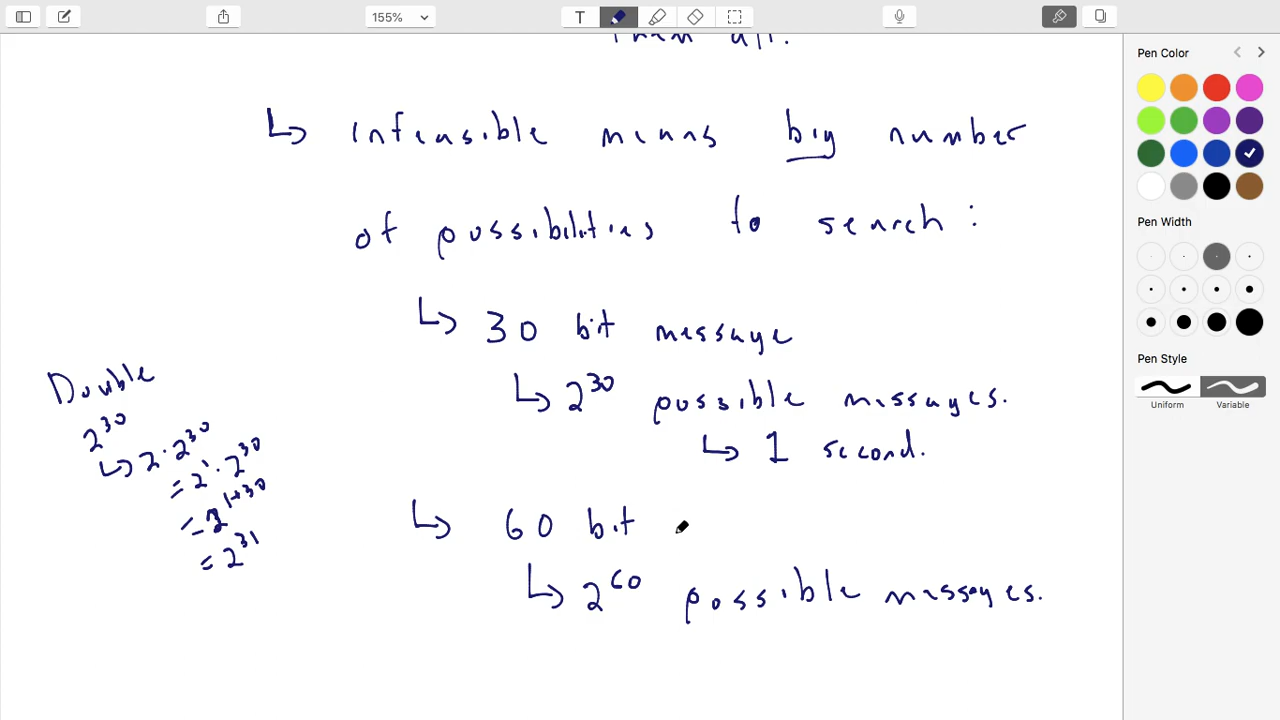 155%
T
them all.
↳ infeasible means big number
of possibilities to search:
↳ 30 bit message
↳ 2^30 possible messages.
↳ 1 second.
↳ 60 bit
↳ 2^60 possible messages.
Double
2^30
↳ 2·2^30
= 2^1·2^30
= 2^1+30
= 2^31
Pen Color
Pen Width
Pen Style
Uniform Variable